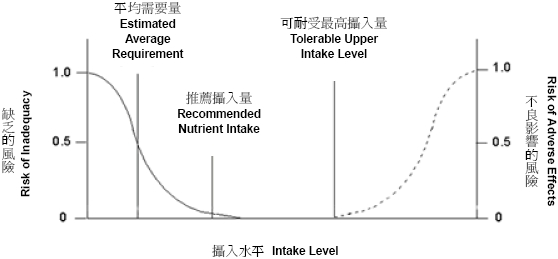 平均需要量
Estimated
Average
Requirement
可耐受最高攝入量
Tolerable Upper
Intake Level
推薦攝入量
Recommended
Nutrient Intake
缺乏的風險
Risk of Inadequacy
1.0
0.5
0
1.0
0.5
0
Risk of Adverse Effects
不良影響的風險
攝入水平 Intake Level